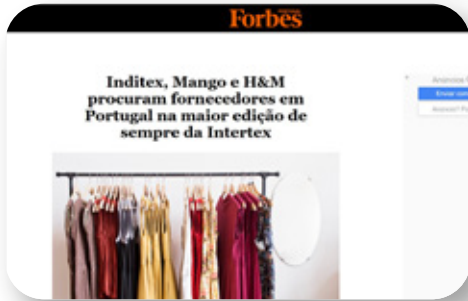 Forbes
Inditex, Mango e H&M
procuram fornecedores em
Portugal na maior edição de
sempre da Intertex